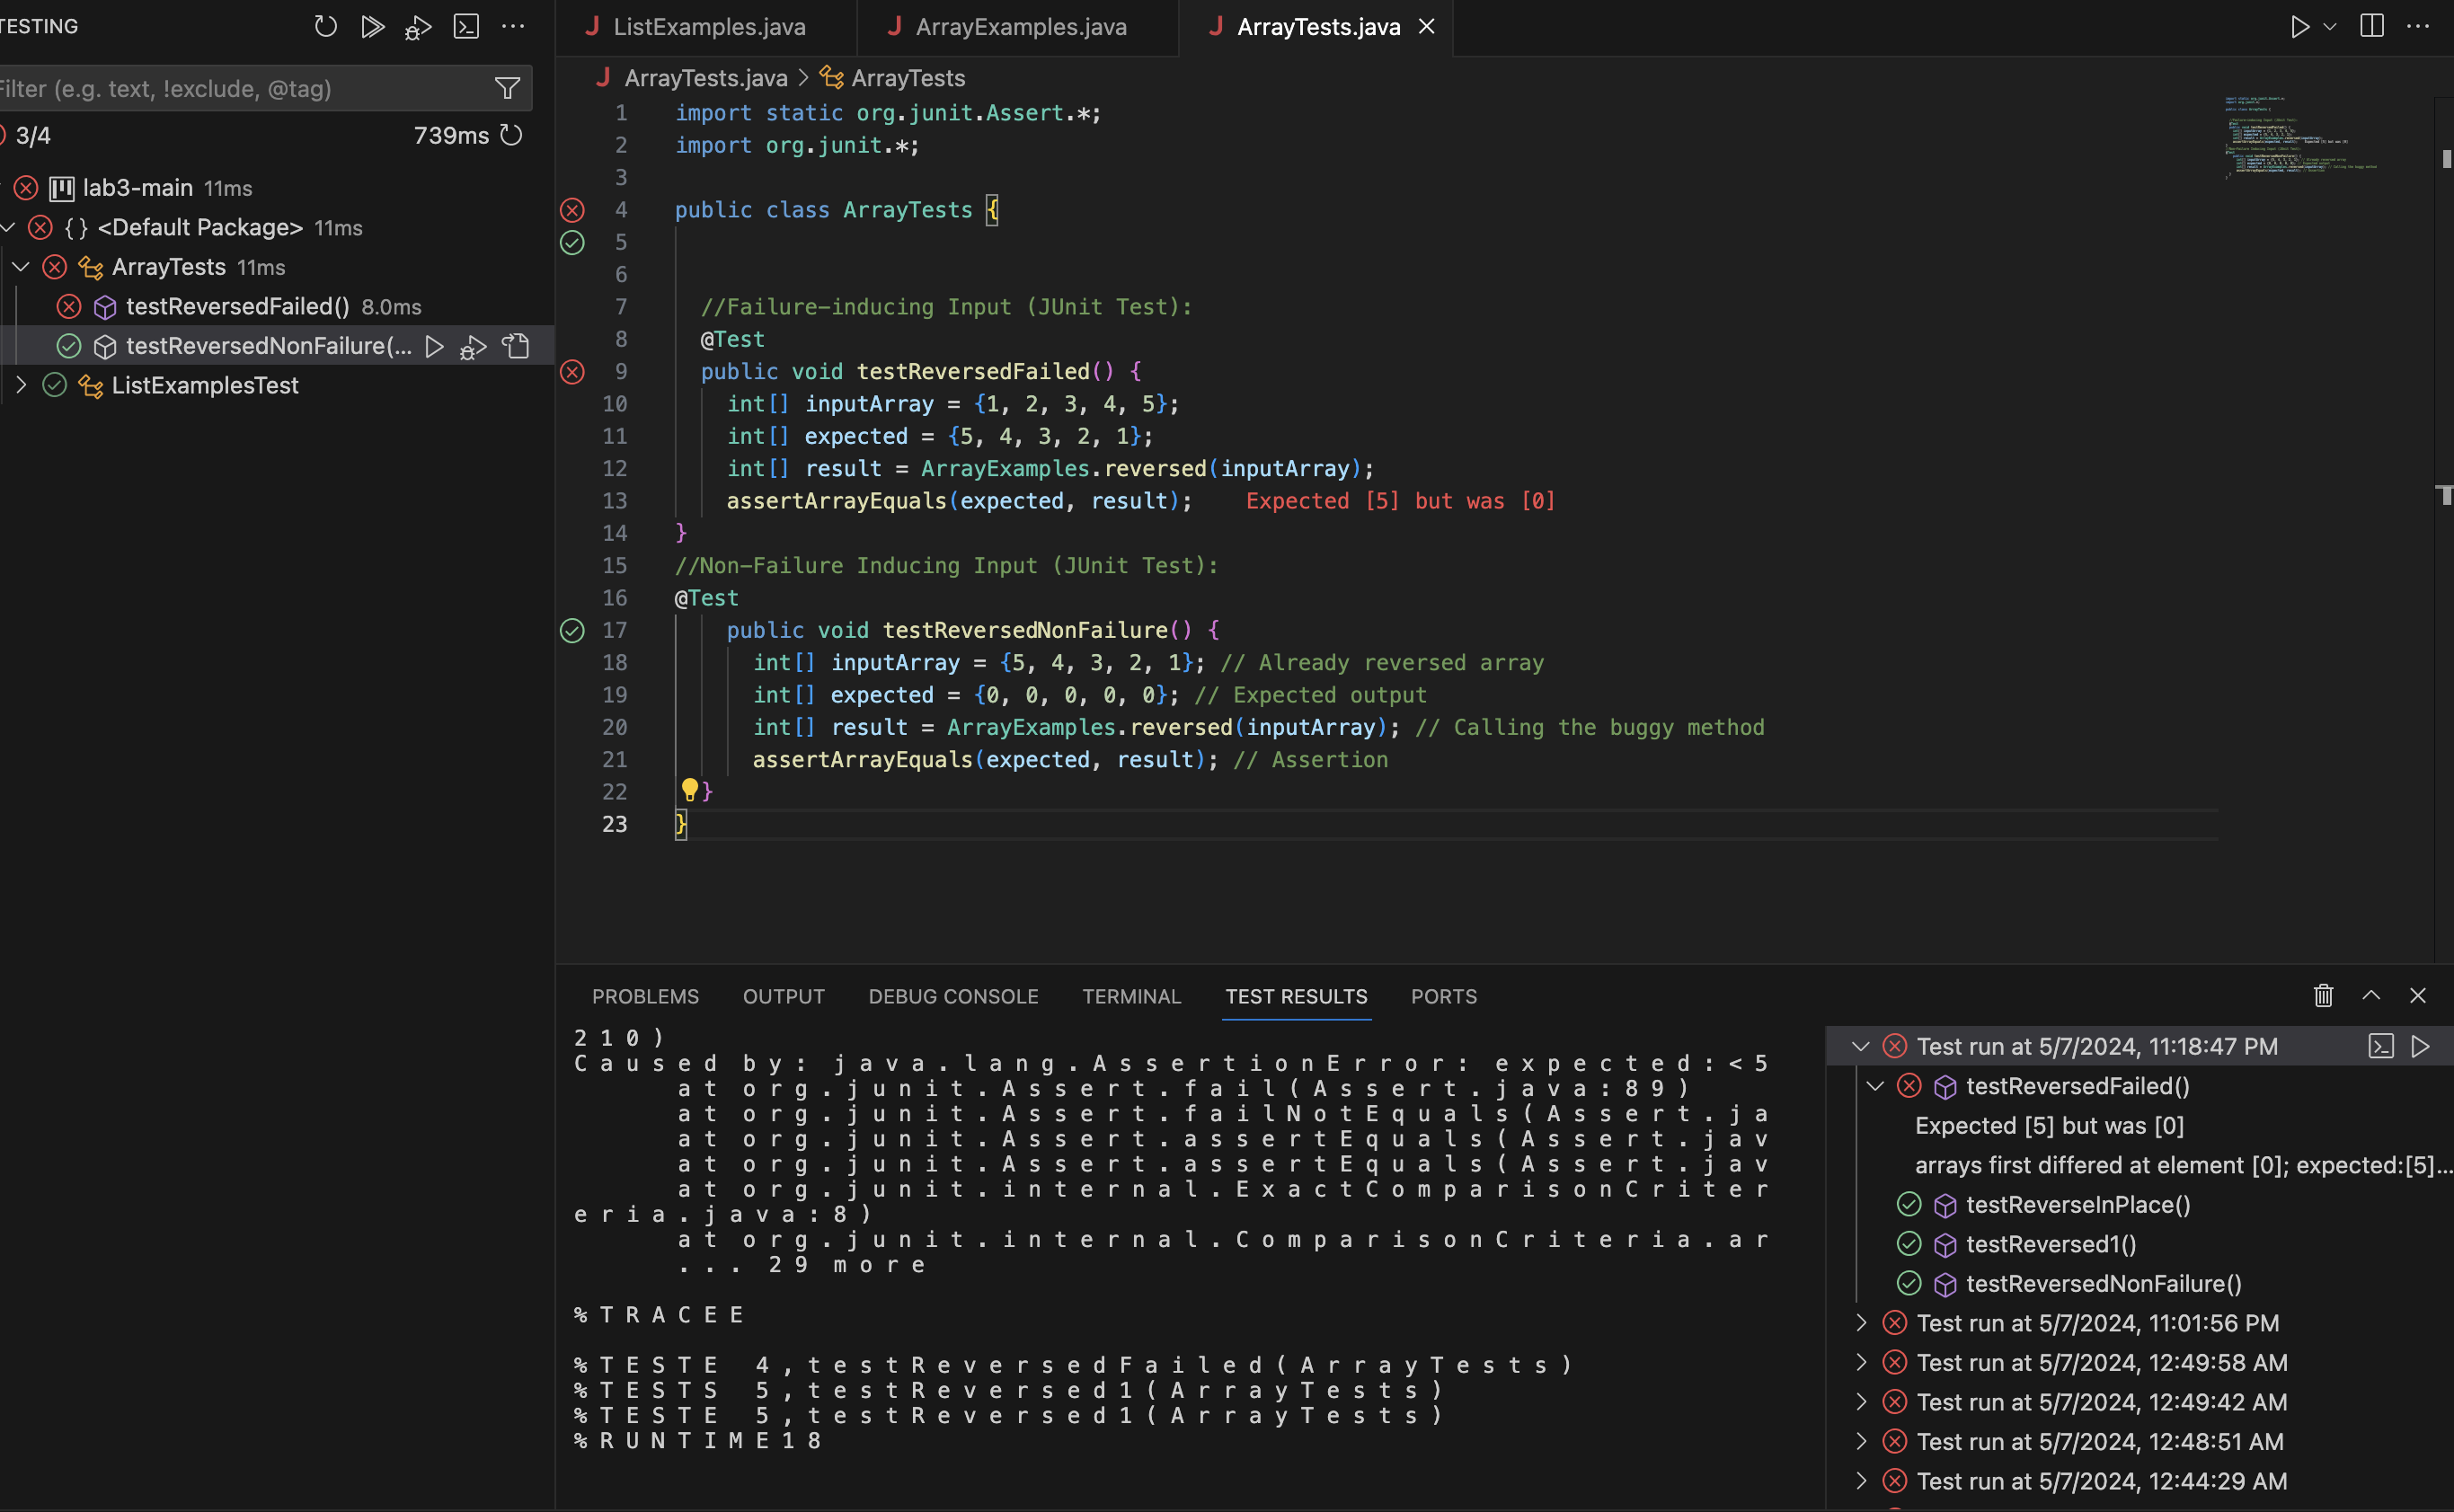 TESTING
Filter (e.g. text, !exclude, @tag)
3/4
739ms
lab3-main 11ms
{} <Default Package> 11ms
ArrayTests 11ms
testReversedFailed() 8.0ms
testReversedNonFailure(...
ListExamplesTest
J ListExamples.java
J ArrayExamples.java
J ArrayTests.java
J ArrayTests.java > ArrayTests
1 import static org.junit.Assert.*;
2 import org.junit.*;
3
4 public class ArrayTests {
5
6
7 //Failure-inducing Input (JUnit Test):
8 @Test
9 public void testReversedFailed() {
10 int[] inputArray = {1, 2, 3, 4, 5};
11 int[] expected = {5, 4, 3, 2, 1};
12 int[] result = ArrayExamples.reversed(inputArray);
13 assertArrayEquals(expected, result); Expected [5] but was [0]
14 }
15 //Non-Failure Inducing Input (JUnit Test):
16 @Test
17 public void testReversedNonFailure() {
18 int[] inputArray = {5, 4, 3, 2, 1}; // Already reversed array
19 int[] expected = {0, 0, 0, 0, 0}; // Expected output
20 int[] result = ArrayExamples.reversed(inputArray); // Calling the buggy method
21 assertArrayEquals(expected, result); // Assertion
22 }
23 }
PROBLEMS OUTPUT DEBUG CONSOLE TERMINAL TEST RESULTS PORTS
210)
Caused by: java.lang.AssertionError: expected:<5
at org.junit.Assert.fail(Assert.java:89)
at org.junit.Assert.failNotEquals(Assert.ja
at org.junit.Assert.assertEquals(Assert.jav
at org.junit.Assert.assertEquals(Assert.jav
at org.junit.internal.ExactComparisonCriter
eria.java:8)
at org.junit.internal.ComparisonCriteria.ar
... 29 more
%TRACEE
%TESTE 4,testReversedFailed(ArrayTests)
%TESTS 5,testReversed1(ArrayTests)
%TESTE 5,testReversed1(ArrayTests)
%RUNTIME18
Test run at 5/7/2024, 11:18:47 PM
testReversedFailed()
Expected [5] but was [0]
arrays first differed at element [0]; expected:[5]...
testReverseInPlace()
testReversed1()
testReversedNonFailure()
Test run at 5/7/2024, 11:01:56 PM
Test run at 5/7/2024, 12:49:58 AM
Test run at 5/7/2024, 12:49:42 AM
Test run at 5/7/2024, 12:48:51 AM
Test run at 5/7/2024, 12:44:29 AM